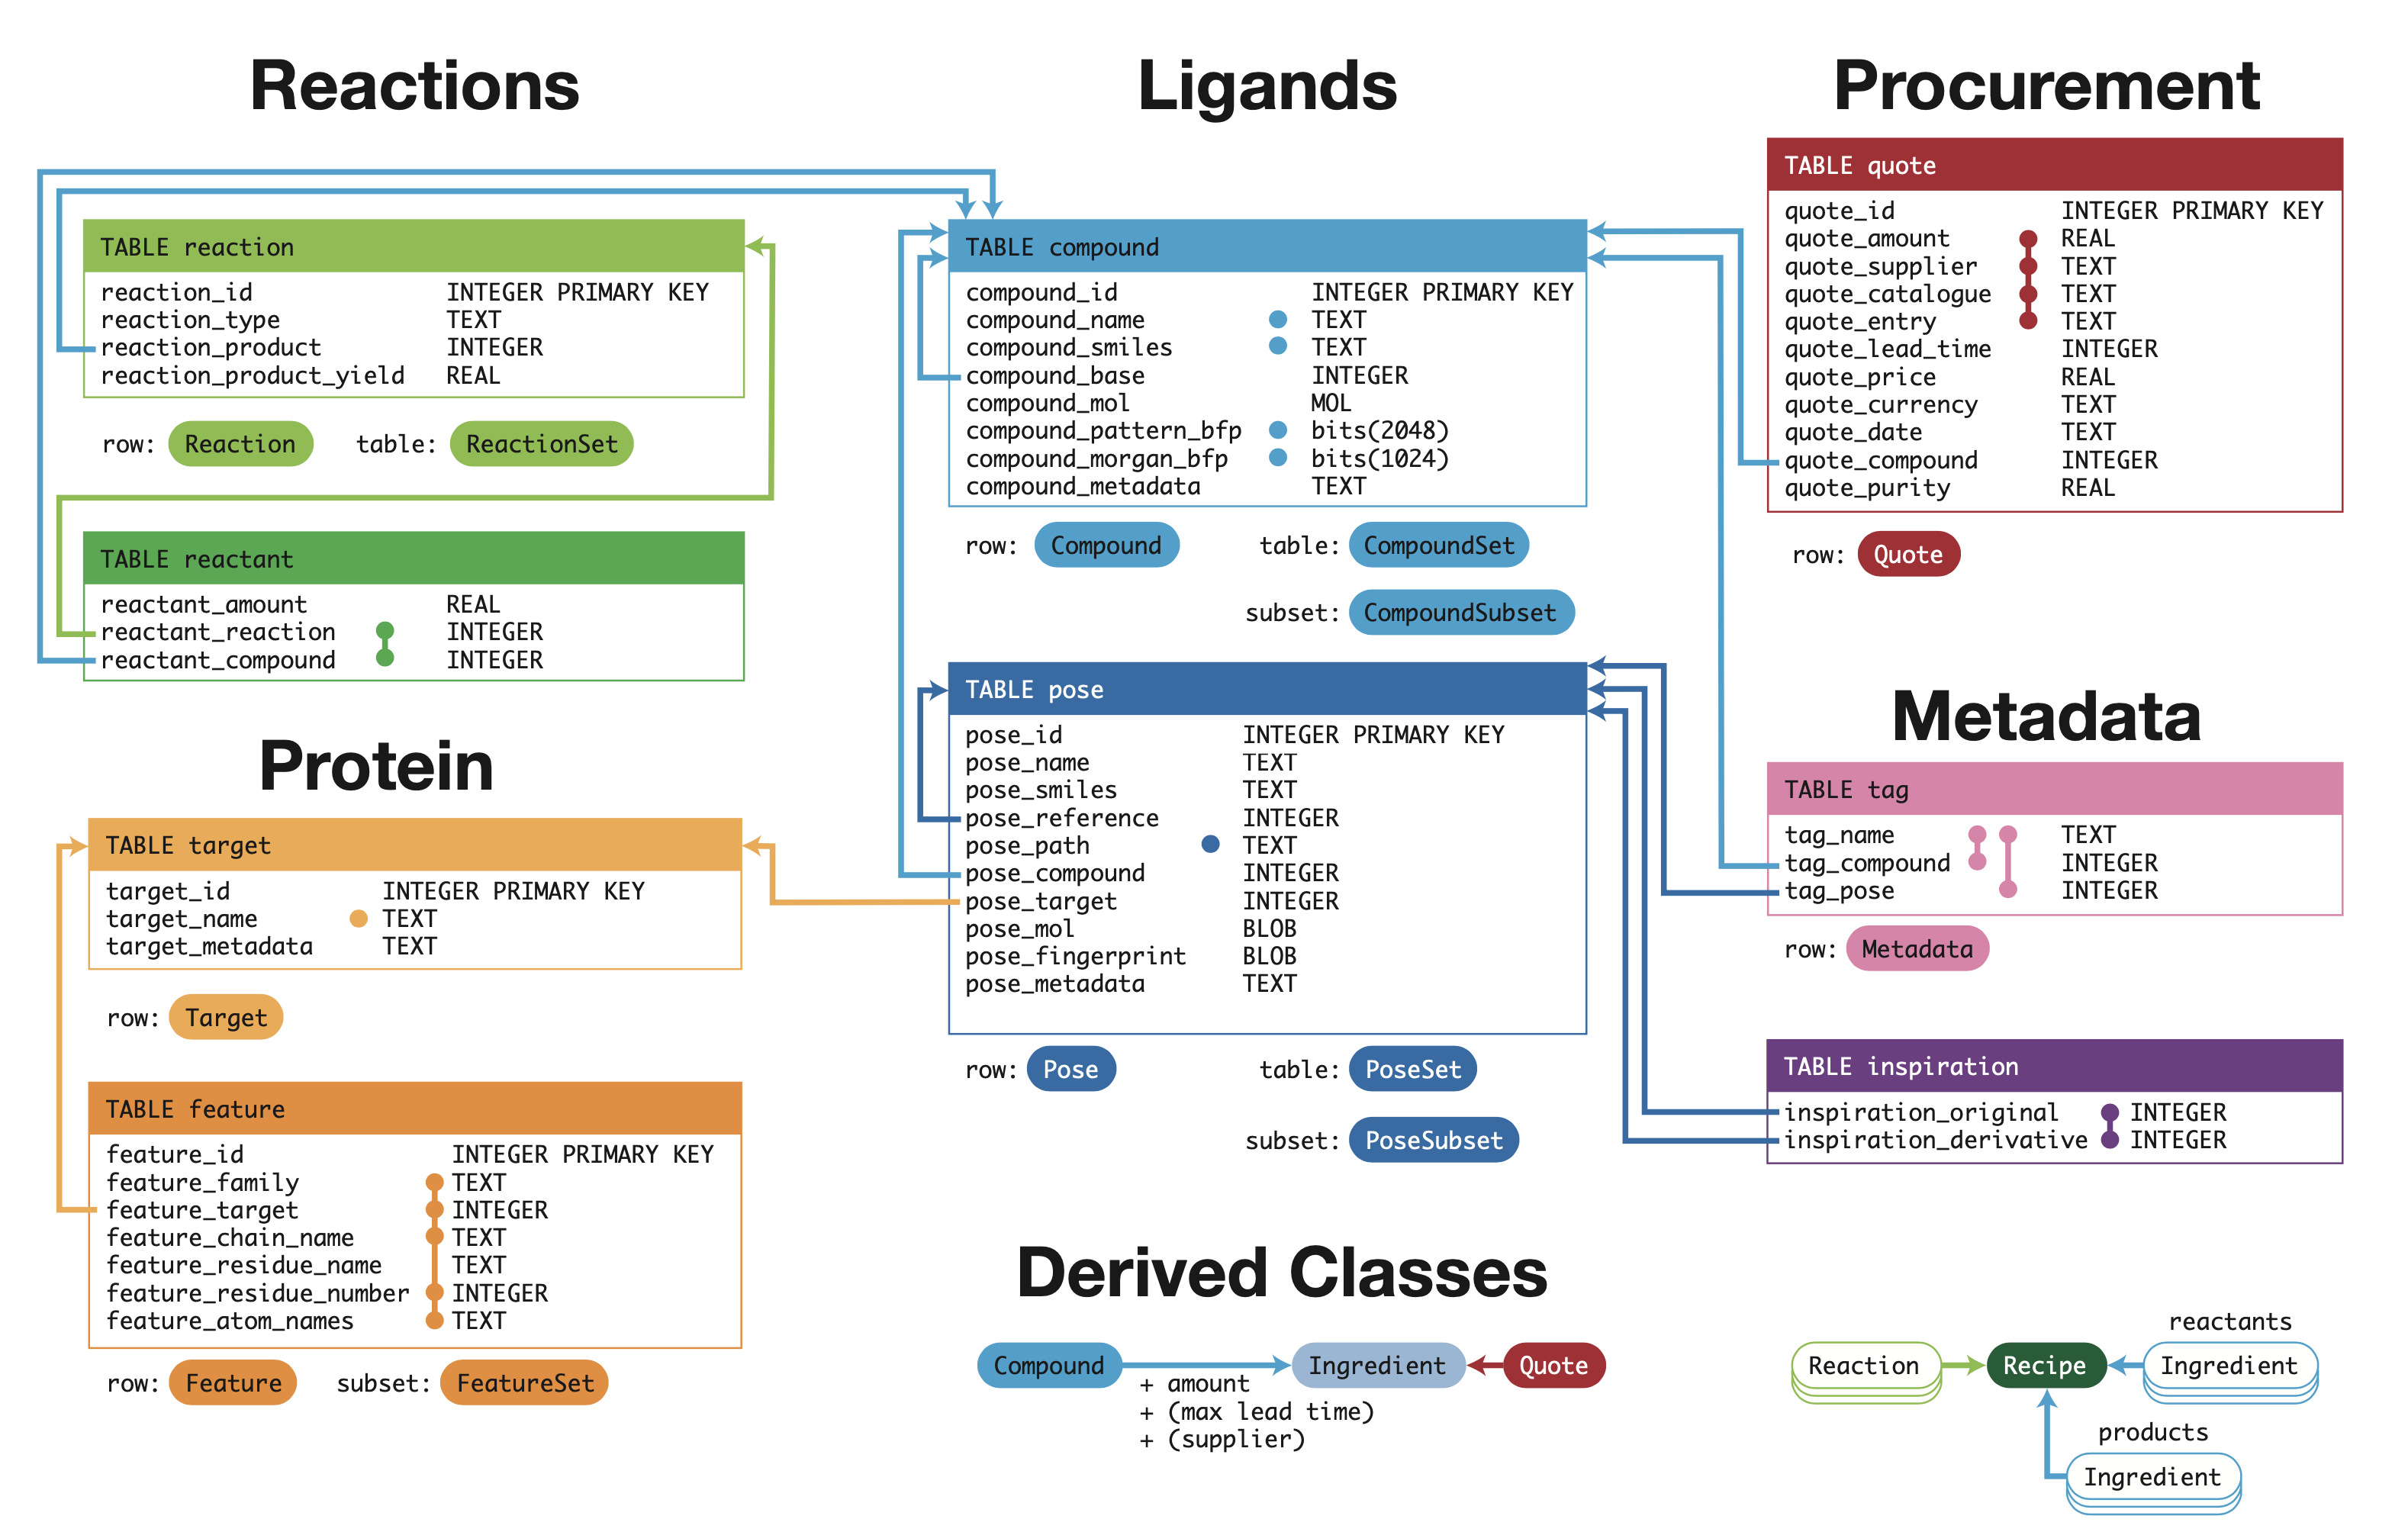 Reactions
TABLE reaction
reaction_id INTEGER PRIMARY KEY
reaction_type TEXT
reaction_product INTEGER
reaction_product_yield REAL
row: Reaction table: ReactionSet
TABLE reactant
reactant_amount REAL
reactant_reaction INTEGER
reactant_compound INTEGER
Protein
TABLE target
target_id INTEGER PRIMARY KEY
target_name TEXT
target_metadata TEXT
row: Target
TABLE feature
feature_id INTEGER PRIMARY KEY
feature_family TEXT
feature_target INTEGER
feature_chain_name TEXT
feature_residue_name TEXT
feature_residue_number INTEGER
feature_atom_names TEXT
row: Feature subset: FeatureSet
Ligands
TABLE compound
compound_id INTEGER PRIMARY KEY
compound_name TEXT
compound_smiles TEXT
compound_base INTEGER
compound_mol MOL
compound_pattern_bfp bits(2048)
compound_morgan_bfp bits(1024)
compound_metadata TEXT
row: Compound table: CompoundSet
subset: CompoundSubset
TABLE pose
pose_id INTEGER PRIMARY KEY
pose_name TEXT
pose_smiles TEXT
pose_reference INTEGER
pose_path TEXT
pose_compound INTEGER
pose_target INTEGER
pose_mol BLOB
pose_fingerprint BLOB
pose_metadata TEXT
row: Pose table: PoseSet
subset: PoseSubset
Procurement
TABLE quote
quote_id INTEGER PRIMARY KEY
quote_amount REAL
quote_supplier TEXT
quote_catalogue TEXT
quote_entry TEXT
quote_lead_time INTEGER
quote_price REAL
quote_currency TEXT
quote_date TEXT
quote_compound INTEGER
quote_purity REAL
row: Quote
Metadata
TABLE tag
tag_name TEXT
tag_compound INTEGER
tag_pose INTEGER
row: Metadata
TABLE inspiration
inspiration_original INTEGER
inspiration_derivative INTEGER
Derived Classes
Compound Ingredient Quote
+ amount
+ (max lead time)
+ (supplier)
reactants
Reaction Recipe Ingredient
products
Ingredient